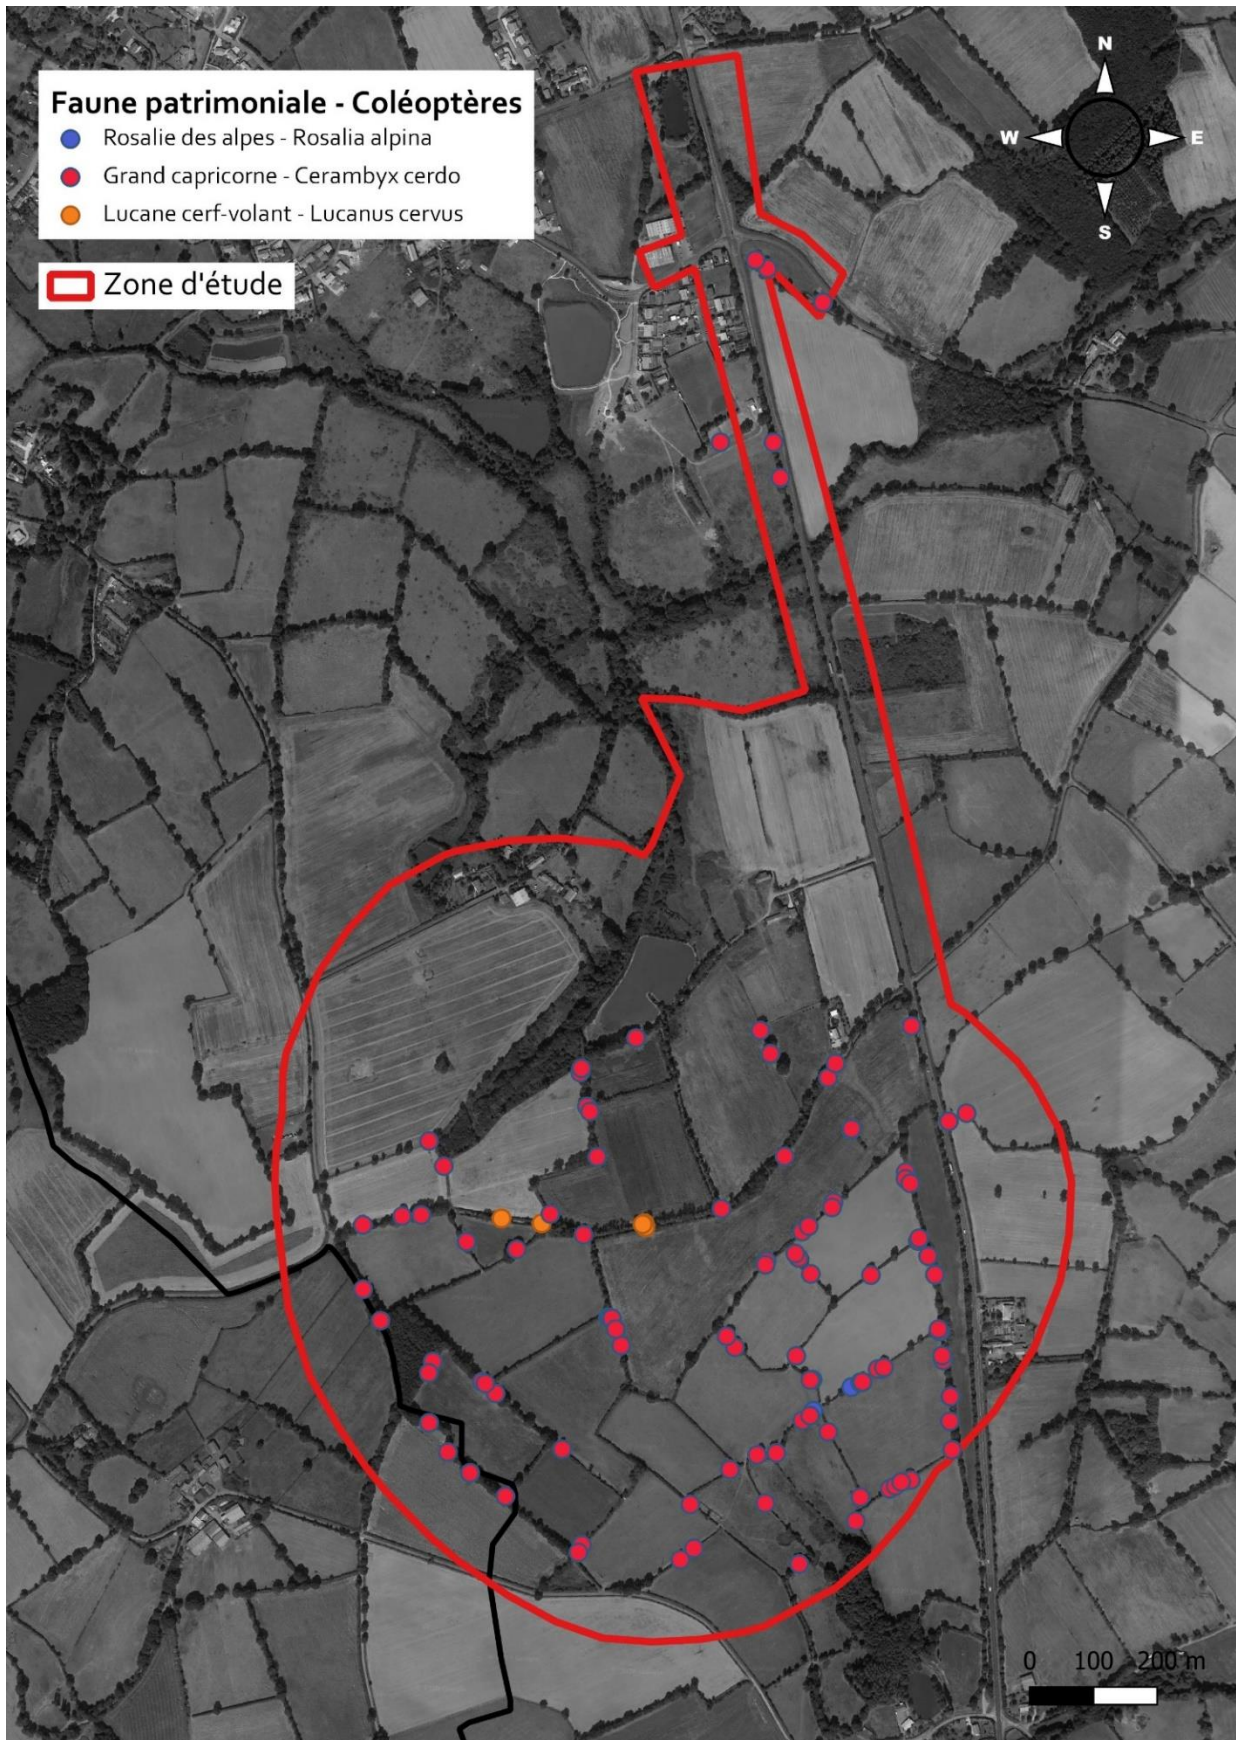 Faune patrimoniale - Coléoptères
Rosalie des alpes - Rosalia alpina
Grand capricorne - Cerambyx cerdo
Lucane cerf-volant - Lucanus cervus
Zone d'étude
N
W
E
S
0 100 200 m